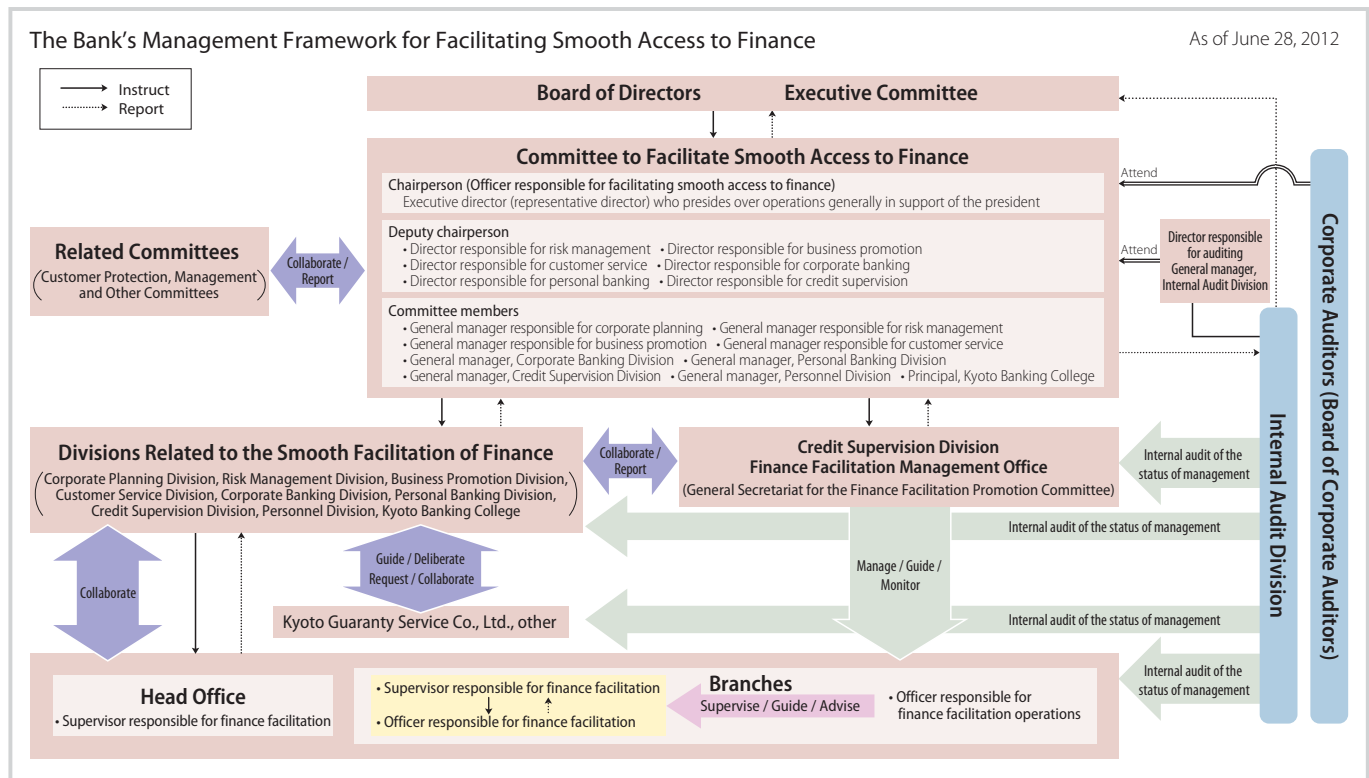 The Bank's Management Framework for Facilitating Smooth Access to Finance
As of June 28, 2012
Instruct
Report
Board of Directors Executive Committee
Committee to Facilitate Smooth Access to Finance
Chairperson (Officer responsible for facilitating smooth access to finance)
Executive director (representative director) who presides over operations generally in support of the president
Deputy chairperson
• Director responsible for risk management • Director responsible for business promotion
• Director responsible for customer service • Director responsible for corporate banking
• Director responsible for personal banking • Director responsible for credit supervision
Committee members
• General manager responsible for corporate planning • General manager responsible for risk management
• General manager responsible for business promotion • General manager responsible for customer service
• General manager, Corporate Banking Division • General manager, Personal Banking Division
• General manager, Credit Supervision Division • General manager, Personnel Division • Principal, Kyoto Banking College
Related Committees
(Customer Protection, Management
and Other Committees)
Collaborate /
Report
Attend
Attend
Director responsible
for auditing
General manager,
Internal Audit Division
Corporate Auditors (Board of Corporate Auditors)
Internal Audit Division
Divisions Related to the Smooth Facilitation of Finance
(Corporate Planning Division, Risk Management Division, Business Promotion Division,
Customer Service Division, Corporate Banking Division, Personal Banking Division,
Credit Supervision Division, Personnel Division, Kyoto Banking College)
Collaborate /
Report
Credit Supervision Division
Finance Facilitation Management Office
(General Secretariat for the Finance Facilitation Promotion Committee)
Internal audit of the
status of management
Internal audit of the status of management
Collaborate
Guide / Deliberate
Request / Collaborate
Manage / Guide /
Monitor
Kyoto Guaranty Service Co., Ltd., other
Internal audit of the status of management
Internal audit of the
status of management
Head Office
• Supervisor responsible for finance facilitation
Branches
• Supervisor responsible for finance facilitation
• Officer responsible for finance facilitation
Supervise / Guide / Advise
• Officer responsible for
finance facilitation operations